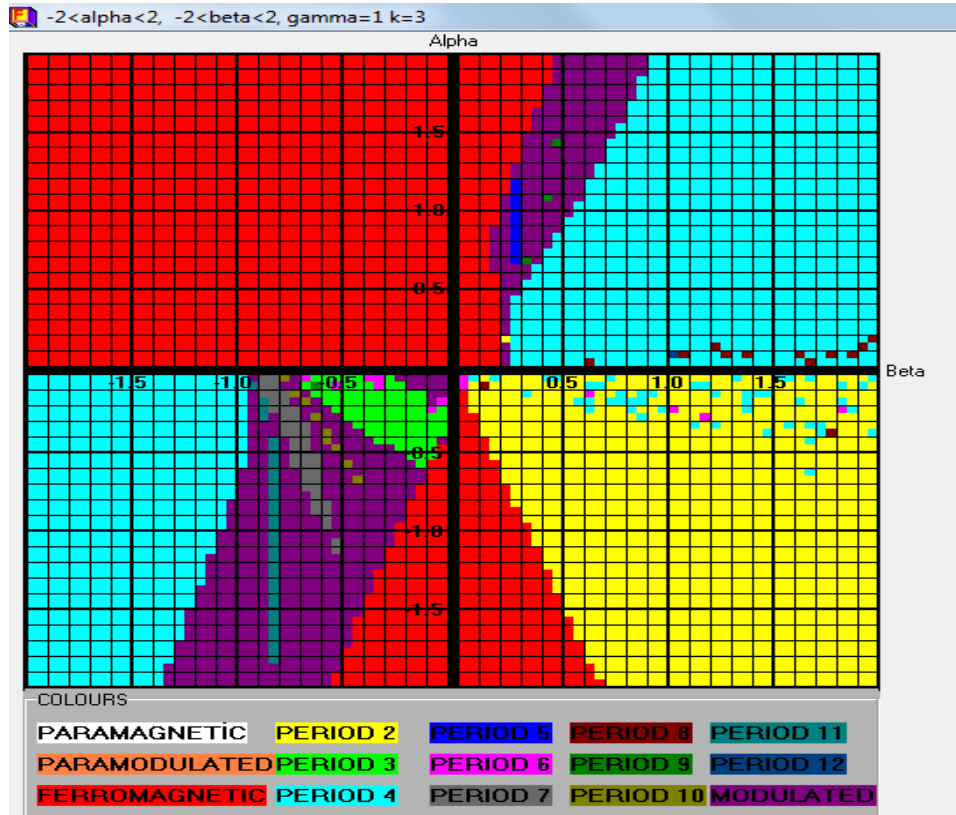 -2<alpha<2, -2<beta<2, gamma=1 k=3
Alpha
1.5
1.0
0.5
Beta
-1.5 -1.0 -0.5 0.5 1.0 1.5
-0.5
-1.0
-1.5
COLOURS
PARAMAGNETİC PERIOD 2 PERIOD 5 PERIOD 8 PERIOD 11
PARAMODULATED PERIOD 3 PERIOD 6 PERIOD 9 PERIOD 12
FERROMAGNETIC PERIOD 4 PERIOD 7 PERIOD 10 MODULATED